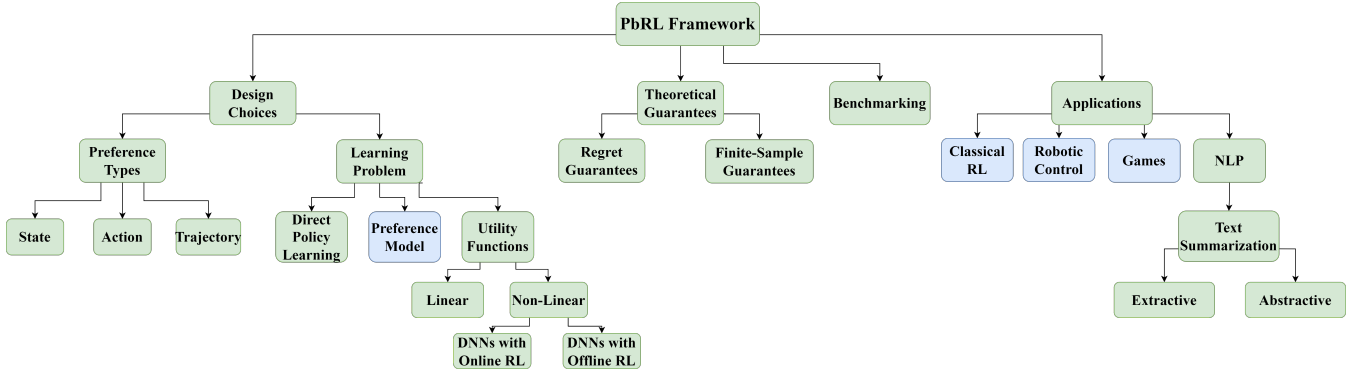 PbRL Framework
Design
Choices
Theoretical
Guarantees
Benchmarking
Applications
Preference
Types
Learning
Problem
Regret
Guarantees
Finite-Sample
Guarantees
Classical
RL
Robotic
Control
Games
NLP
State
Action
Trajectory
Direct
Policy
Learning
Preference
Model
Utility
Functions
Text
Summarization
Linear
Non-Linear
Extractive
Abstractive
DNNs with
Online RL
DNNs with
Offline RL